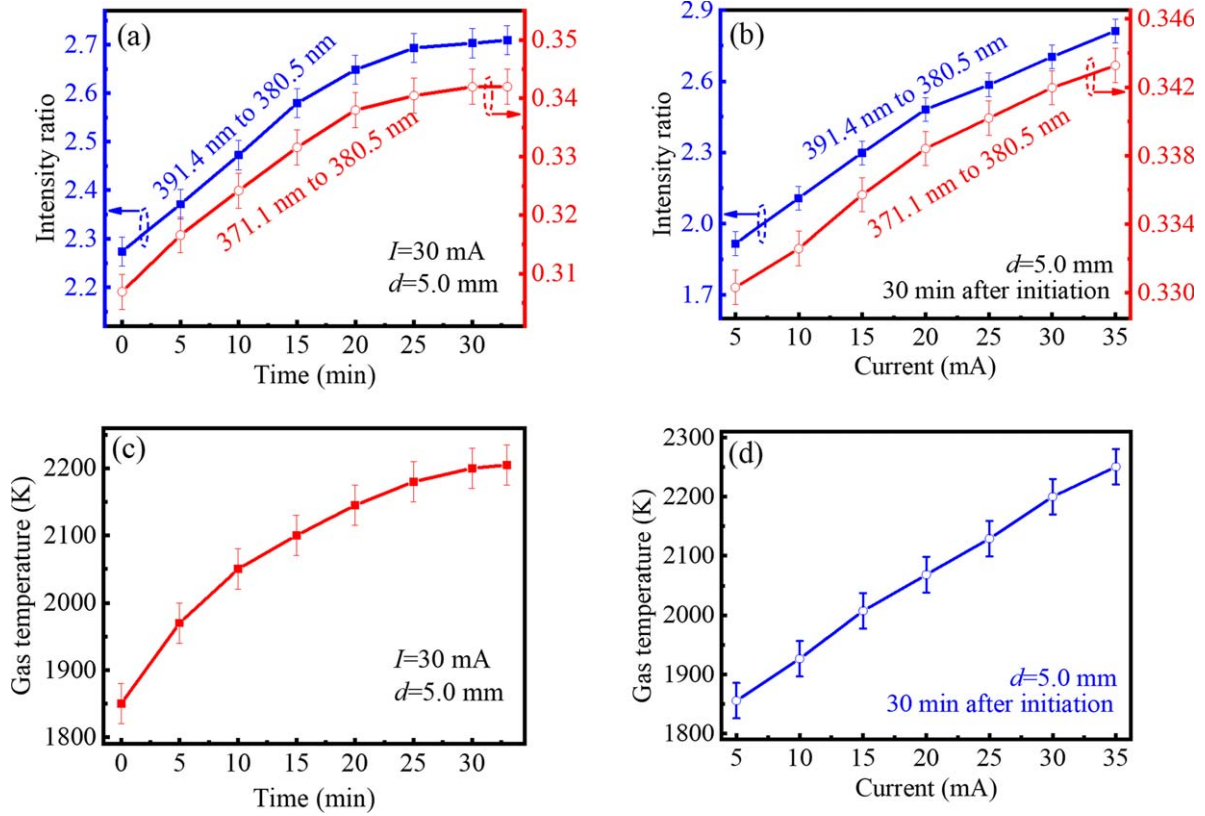 (a)
2.7
2.6
2.5
2.4
2.3
2.2
Intensity ratio
391.4 nm to 380.5 nm
371.1 nm to 380.5 nm
I=30 mA
d=5.0 mm
0.35
0.34
0.33
0.32
0.31
0 5 10 15 20 25 30
Time (min)
(b)
2.9
2.6
2.3
2.0
1.7
Intensity ratio
391.4 nm to 380.5 nm
371.1 nm to 380.5 nm
d=5.0 mm
30 min after initiation
0.346
0.342
0.338
0.334
0.330
5 10 15 20 25 30 35
Current (mA)
(c)
2200
2100
2000
1900
1800
Gas temperature (K)
I=30 mA
d=5.0 mm
0 5 10 15 20 25 30
Time (min)
(d)
2300
2200
2100
2000
1900
1800
Gas temperature (K)
d=5.0 mm
30 min after initiation
5 10 15 20 25 30 35
Current (mA)